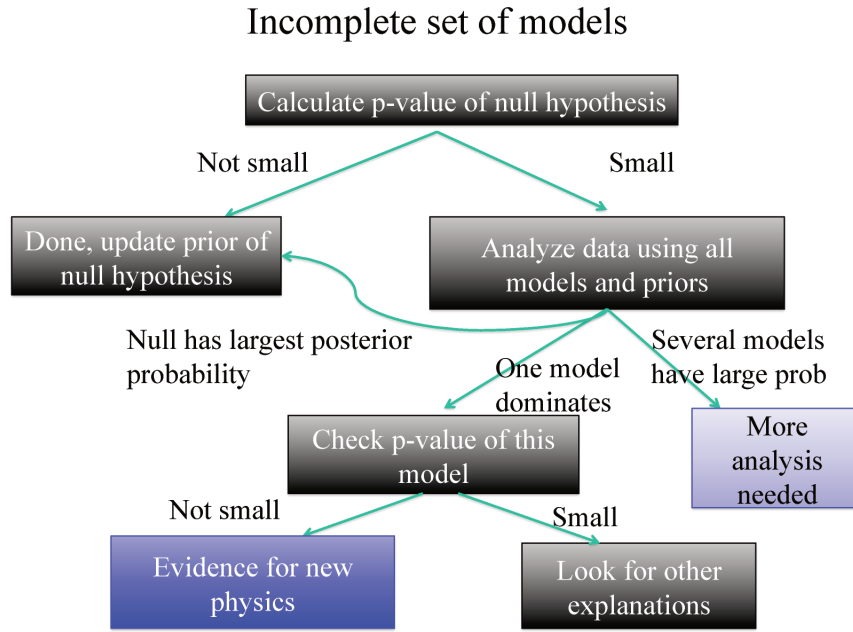 Incomplete set of models
Calculate p-value of null hypothesis
Not small
Small
Done, update prior of
null hypothesis
Analyze data using all
models and priors
Null has largest posterior
probability
One model
dominates
Several models
have large prob
Check p-value of this
model
More
analysis
needed
Not small
Small
Evidence for new
physics
Look for other
explanations